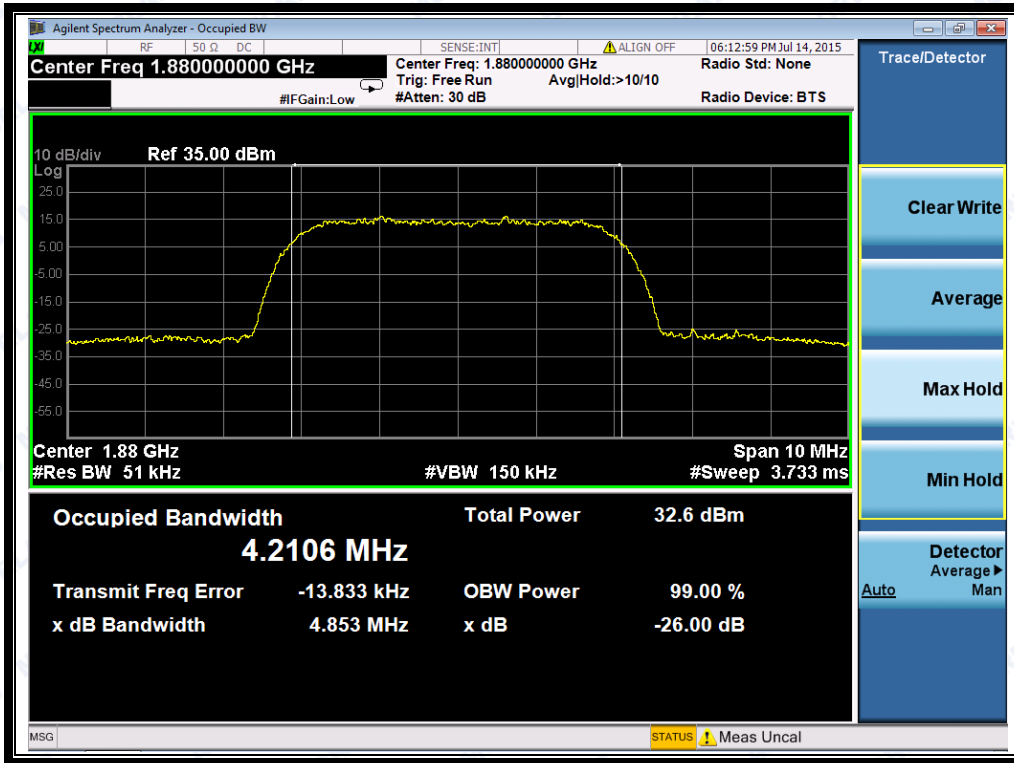 Agilent Spectrum Analyzer - Occupied BW
LXI RF 50 Ω DC SENSE:INT ALIGN OFF 06:12:59 PM Jul 14, 2015
Center Freq 1.880000000 GHz
Center Freq: 1.880000000 GHz
Radio Std: None
Trig: Free Run Avg|Hold:>10/10
#IFGain:Low #Atten: 30 dB Radio Device: BTS
10 dB/div Ref 35.00 dBm
Log
25.0
15.0
5.00
-5.00
-15.0
-25.0
-35.0
-45.0
-55.0
Center 1.88 GHz Span 10 MHz
#Res BW 51 kHz #VBW 150 kHz #Sweep 3.733 ms
Occupied Bandwidth Total Power 32.6 dBm
4.2106 MHz
Transmit Freq Error -13.833 kHz OBW Power 99.00 %
x dB Bandwidth 4.853 MHz x dB -26.00 dB
Trace/Detector
Clear Write
Average
Max Hold
Min Hold
Detector
Average▶
Auto Man
MSG STATUS Meas Uncal